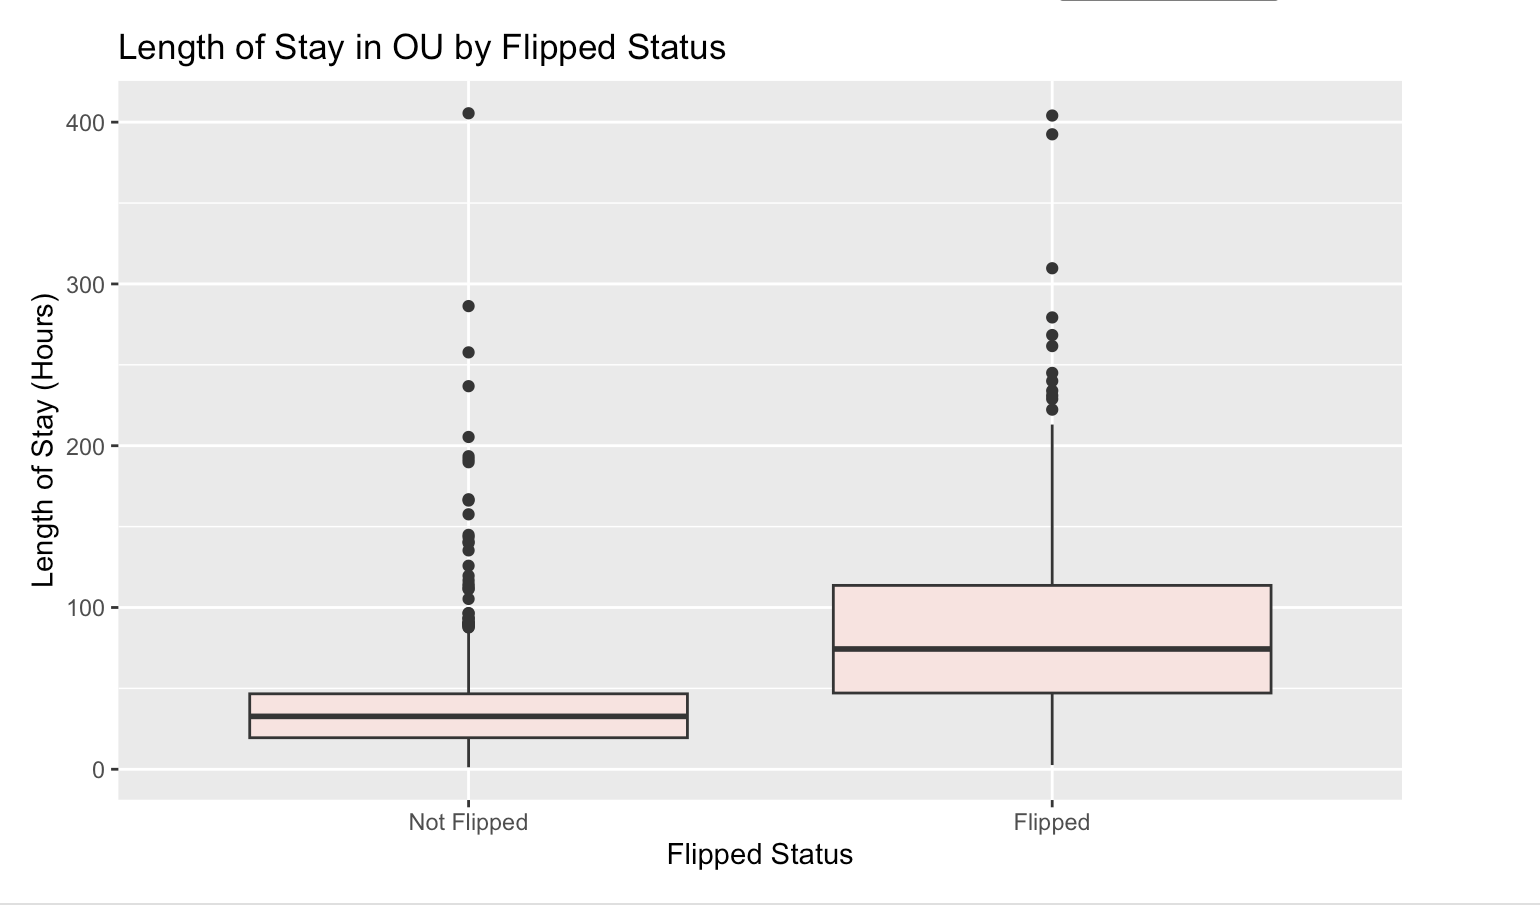 Length of Stay in OU by Flipped Status
Length of Stay (Hours)
400
300
200
100
0
Not Flipped
Flipped
Flipped Status